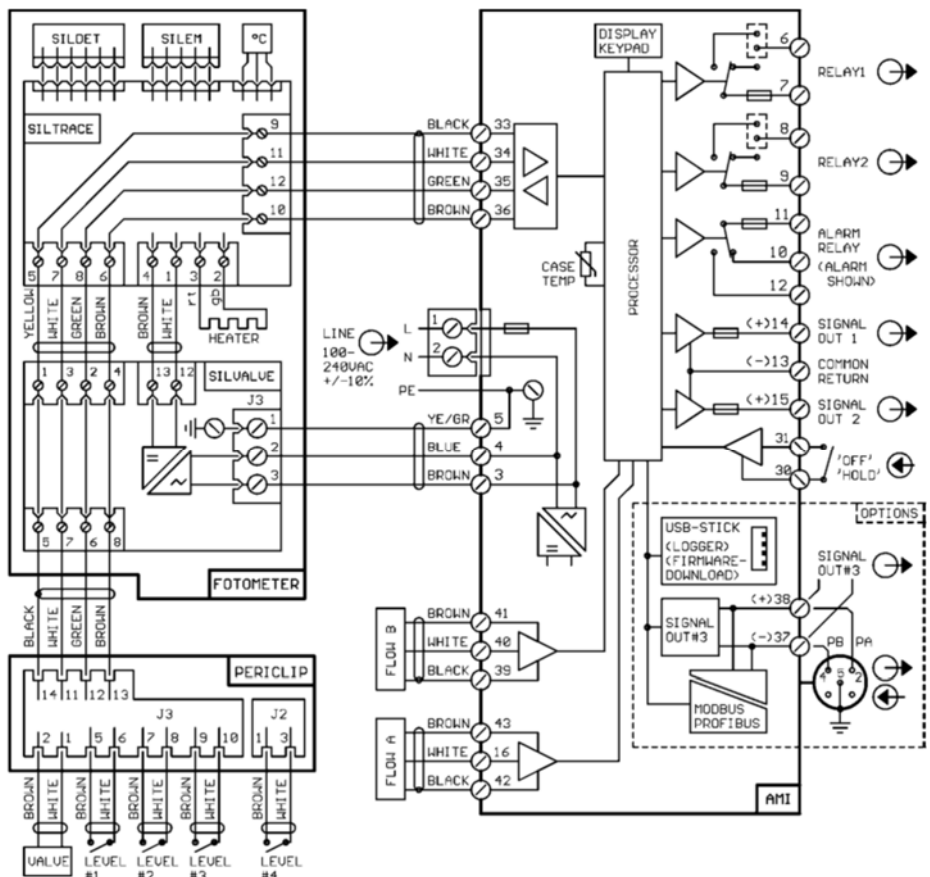 SILDET
SILEM
°C
SILTRACE
9
11
12
10
5
7
8
6
4
1
3
2
YELLOW
WHITE
GREEN
BROWN
BROWN
WHITE
rt
gb
HEATER
1
3
2
4
13
12
SILVALVE
J3
1
2
3
5
7
6
8
FOTOMETER
BLACK
WHITE
GREEN
BROWN
PERICLIP
14
11
12
13
J3
J2
2
1
5
6
7
8
9
10
1
3
BROWN
WHITE
BROWN
WHITE
BROWN
WHITE
BROWN
WHITE
BROWN
WHITE
VALVE
LEVEL
#1
LEVEL
#2
LEVEL
#3
LEVEL
#4
BLACK
33
WHITE
34
GREEN
35
BROWN
36
LINE
100-
240VAC
+/-10%
L
1
N
2
PE
YE/GR
5
BLUE
4
BROWN
3
FLOW B
BROWN
41
WHITE
40
BLACK
39
FLOW A
BROWN
43
WHITE
16
BLACK
42
DISPLAY
KEYPAD
PROCESSOR
CASE
TEMP
6
RELAY1
7
8
RELAY2
9
11
ALARM
RELAY
10
(ALARM
SHOWN)
12
(+)14
SIGNAL
OUT 1
(-)13
COMMON
RETURN
(+)15
SIGNAL
OUT 2
31
30
'OFF'
'HOLD'
OPTIONS
USB-STICK
(LOGGER)
(FIRMWARE-
DOWNLOAD)
SIGNAL
OUT#3
(+)38
SIGNAL
OUT#3
(-)37
PB
PA
4
5
2
MODBUS
PROFIBUS
AMI